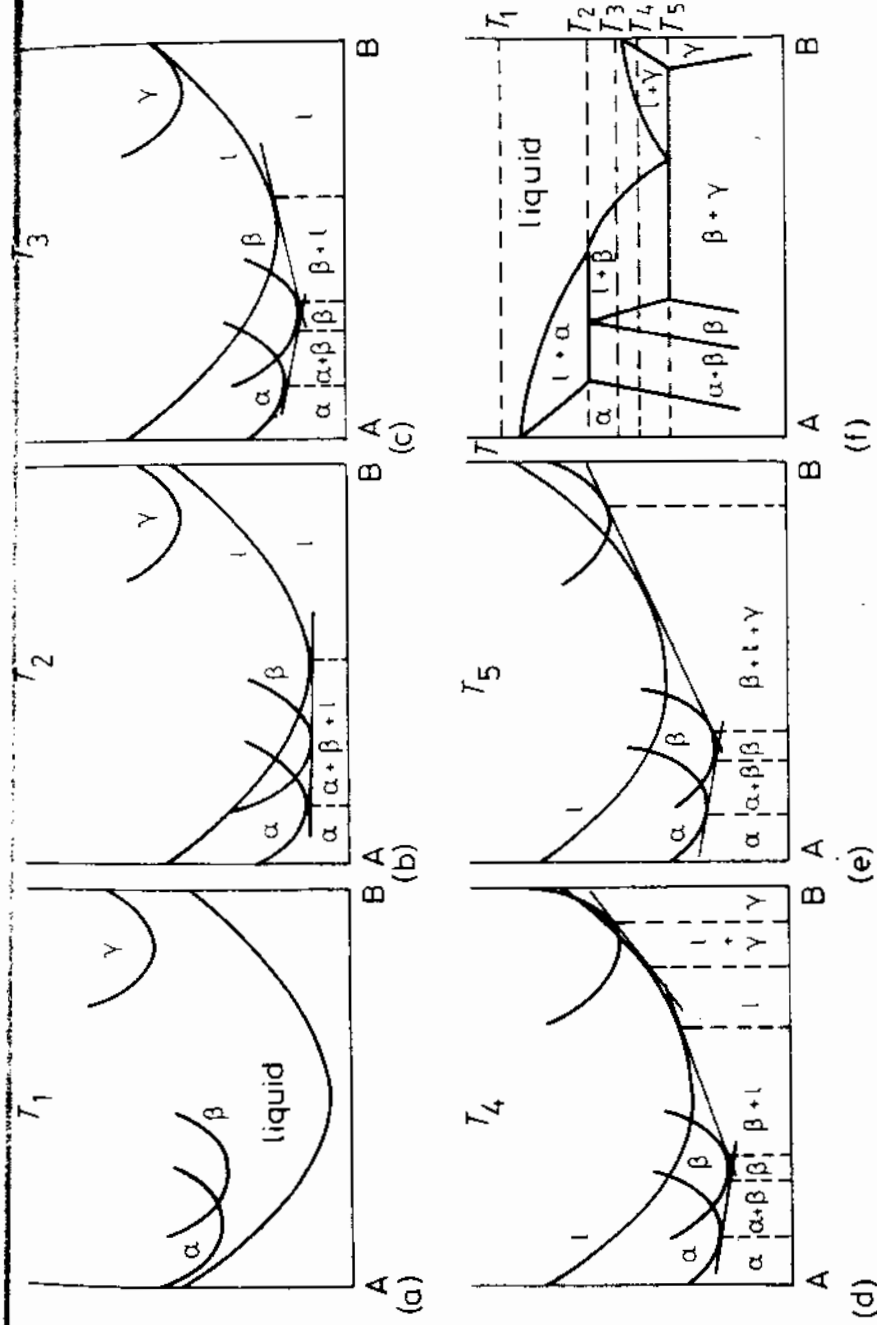 T₁
γ
α β
liquid
A B
(a)
T₂
γ
l
α β
α α+β+l l
A B
(b)
T₃
γ
l
α β
α α+β β β+l l
A B
(c)
T₄
l
α β
α α+β β β+l l l+γ γ
A B
(d)
T₅
l
α β
α α+β β β+l+γ
A B
(e)
T
T₁
liquid
l+α
T₂
α l+β
T₃
T₄
l+γ
T₅
α+β β β+γ γ
A B
(f)